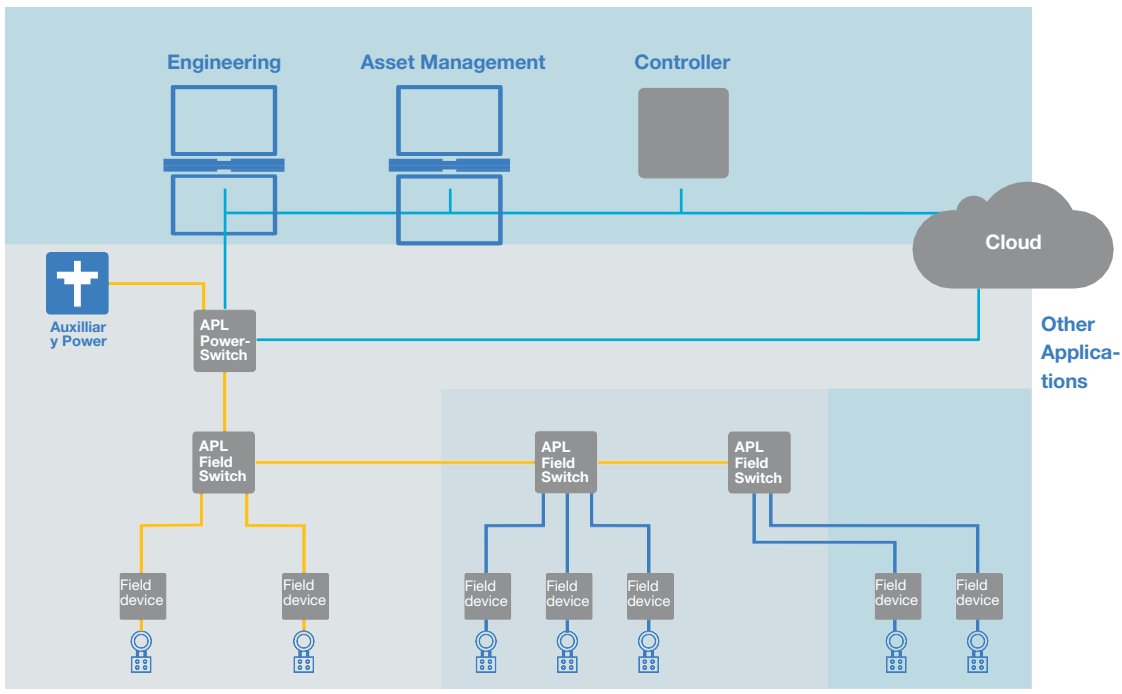 Engineering
Asset Management
Controller
Cloud
Auxilliar
y Power
APL
Power-
Switch
Other
Applica-
tions
APL
Field
Switch
APL
Field
Switch
APL
Field
Switch
Field
device
Field
device
Field
device
Field
device
Field
device
Field
device
Field
device